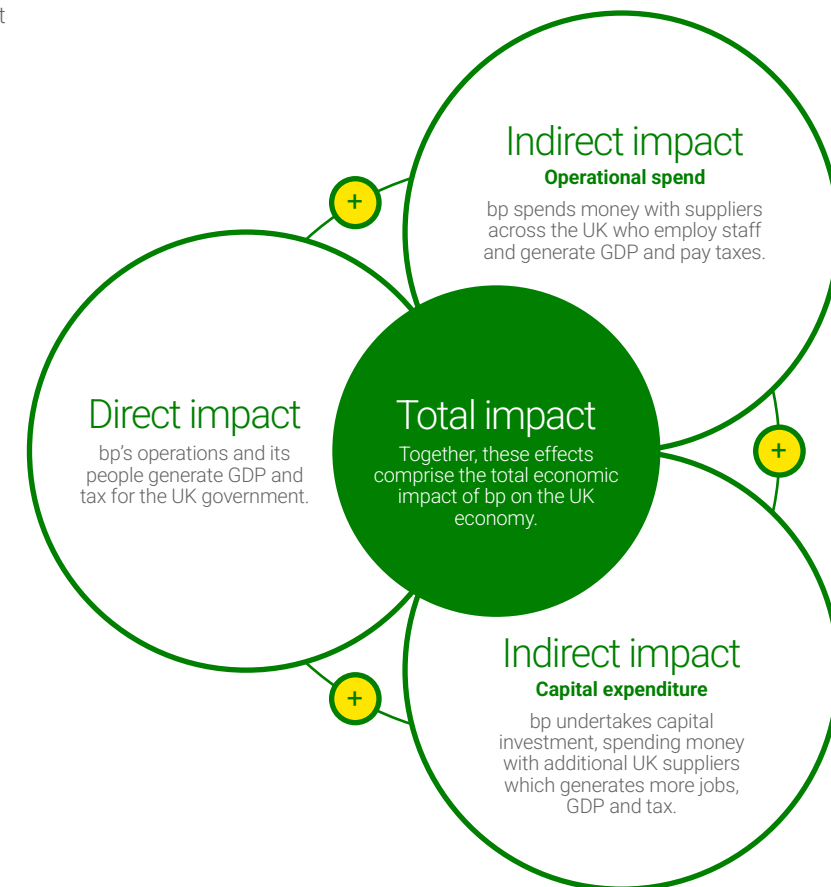 t
Indirect impact
Operational spend
bp spends money with suppliers
across the UK who employ staff
and generate GDP and pay taxes.
+
Direct impact
bp's operations and its
people generate GDP and
tax for the UK government.
Total impact
Together, these effects
comprise the total economic
impact of bp on the UK
economy.
+
+
Indirect impact
Capital expenditure
bp undertakes capital
investment, spending money
with additional UK suppliers
which generates more jobs,
GDP and tax.